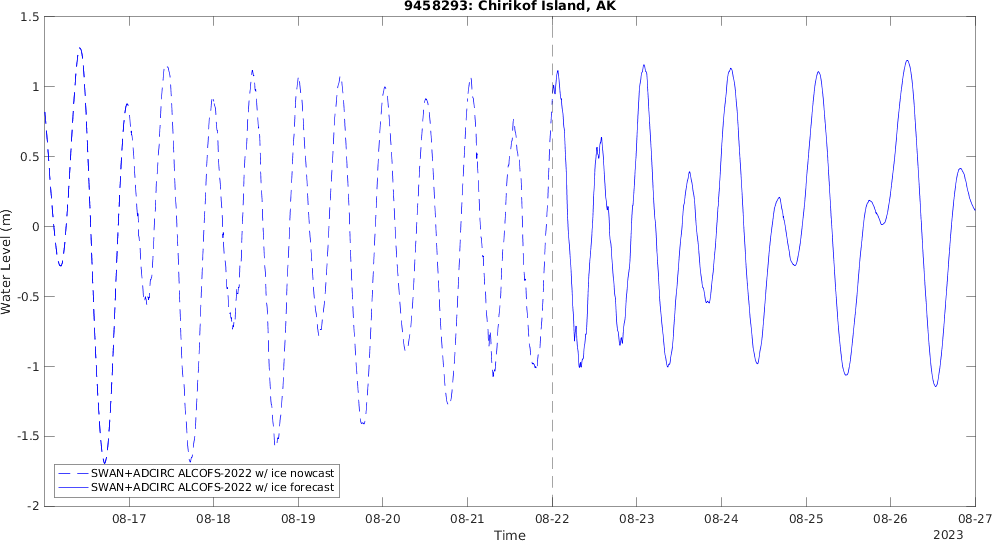 9458293: Chirikof Island, AK
1.5
1
0.5
0
-0.5
-1
-1.5
-2
Water Level (m)
SWAN+ADCIRC ALCOFS-2022 w/ ice nowcast
SWAN+ADCIRC ALCOFS-2022 w/ ice forecast
08-17 08-18 08-19 08-20 08-21 08-22 08-23 08-24 08-25 08-26 08-27
Time
2023